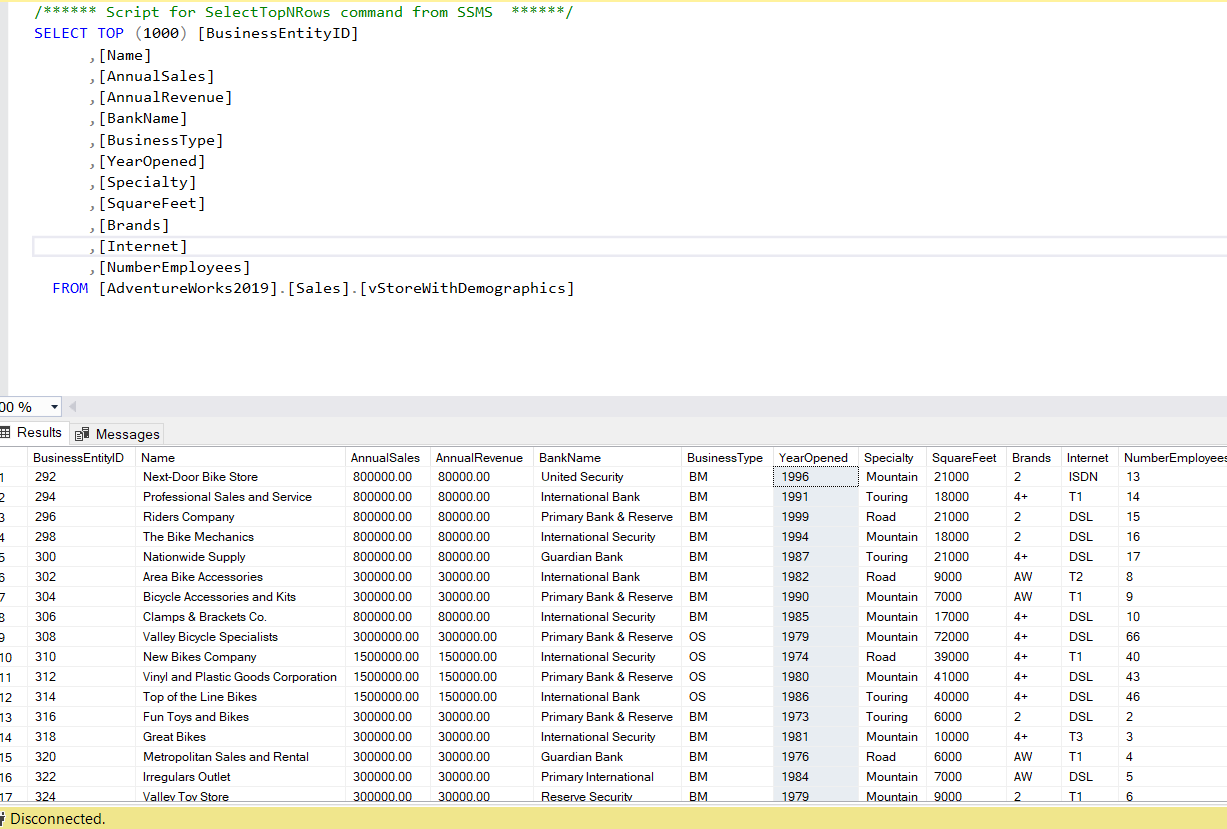 /****** Script for SelectTopNRows command from SSMS  ******/
SELECT TOP (1000) [BusinessEntityID]
,[Name]
,[AnnualSales]
,[AnnualRevenue]
,[BankName]
,[BusinessType]
,[YearOpened]
,[Specialty]
,[SquareFeet]
,[Brands]
,[Internet]
,[NumberEmployees]
FROM [AdventureWorks2019].[Sales].[vStoreWithDemographics]
00 %
Results Messages
BusinessEntityID Name AnnualSales AnnualRevenue BankName BusinessType YearOpened Specialty SquareFeet Brands Internet NumberEmployees
1 292 Next-Door Bike Store 800000.00 80000.00 United Security BM 1996 Mountain 21000 2 ISDN 13
2 294 Professional Sales and Service 800000.00 80000.00 International Bank BM 1991 Touring 18000 4+ T1 14
3 296 Riders Company 800000.00 80000.00 Primary Bank & Reserve BM 1999 Road 21000 2 DSL 15
4 298 The Bike Mechanics 800000.00 80000.00 International Security BM 1994 Mountain 18000 2 DSL 16
5 300 Nationwide Supply 800000.00 80000.00 Guardian Bank BM 1987 Touring 21000 4+ DSL 17
6 302 Area Bike Accessories 300000.00 30000.00 International Bank BM 1982 Road 9000 AW T2 8
7 304 Bicycle Accessories and Kits 300000.00 30000.00 Primary Bank & Reserve BM 1990 Mountain 7000 AW T1 9
8 306 Clamps & Brackets Co. 800000.00 80000.00 International Security BM 1985 Mountain 17000 4+ DSL 10
9 308 Valley Bicycle Specialists 3000000.00 300000.00 Primary Bank & Reserve OS 1979 Mountain 72000 4+ DSL 66
10 310 New Bikes Company 1500000.00 150000.00 International Security OS 1974 Road 39000 4+ T1 40
11 312 Vinyl and Plastic Goods Corporation 1500000.00 150000.00 Primary Bank & Reserve OS 1980 Mountain 41000 4+ DSL 43
12 314 Top of the Line Bikes 1500000.00 150000.00 International Bank OS 1986 Touring 40000 4+ DSL 46
13 316 Fun Toys and Bikes 300000.00 30000.00 Primary Bank & Reserve BM 1973 Touring 6000 2 DSL 2
14 318 Great Bikes 300000.00 30000.00 International Security BM 1981 Mountain 10000 4+ T3 3
15 320 Metropolitan Sales and Rental 300000.00 30000.00 Guardian Bank BM 1976 Road 6000 AW T1 4
16 322 Irregulars Outlet 300000.00 30000.00 Primary International BM 1984 Mountain 7000 AW DSL 5
17 324 Valley Toy Store 300000.00 30000.00 Reserve Security BM 1979 Mountain 9000 2 T1 6
Disconnected.